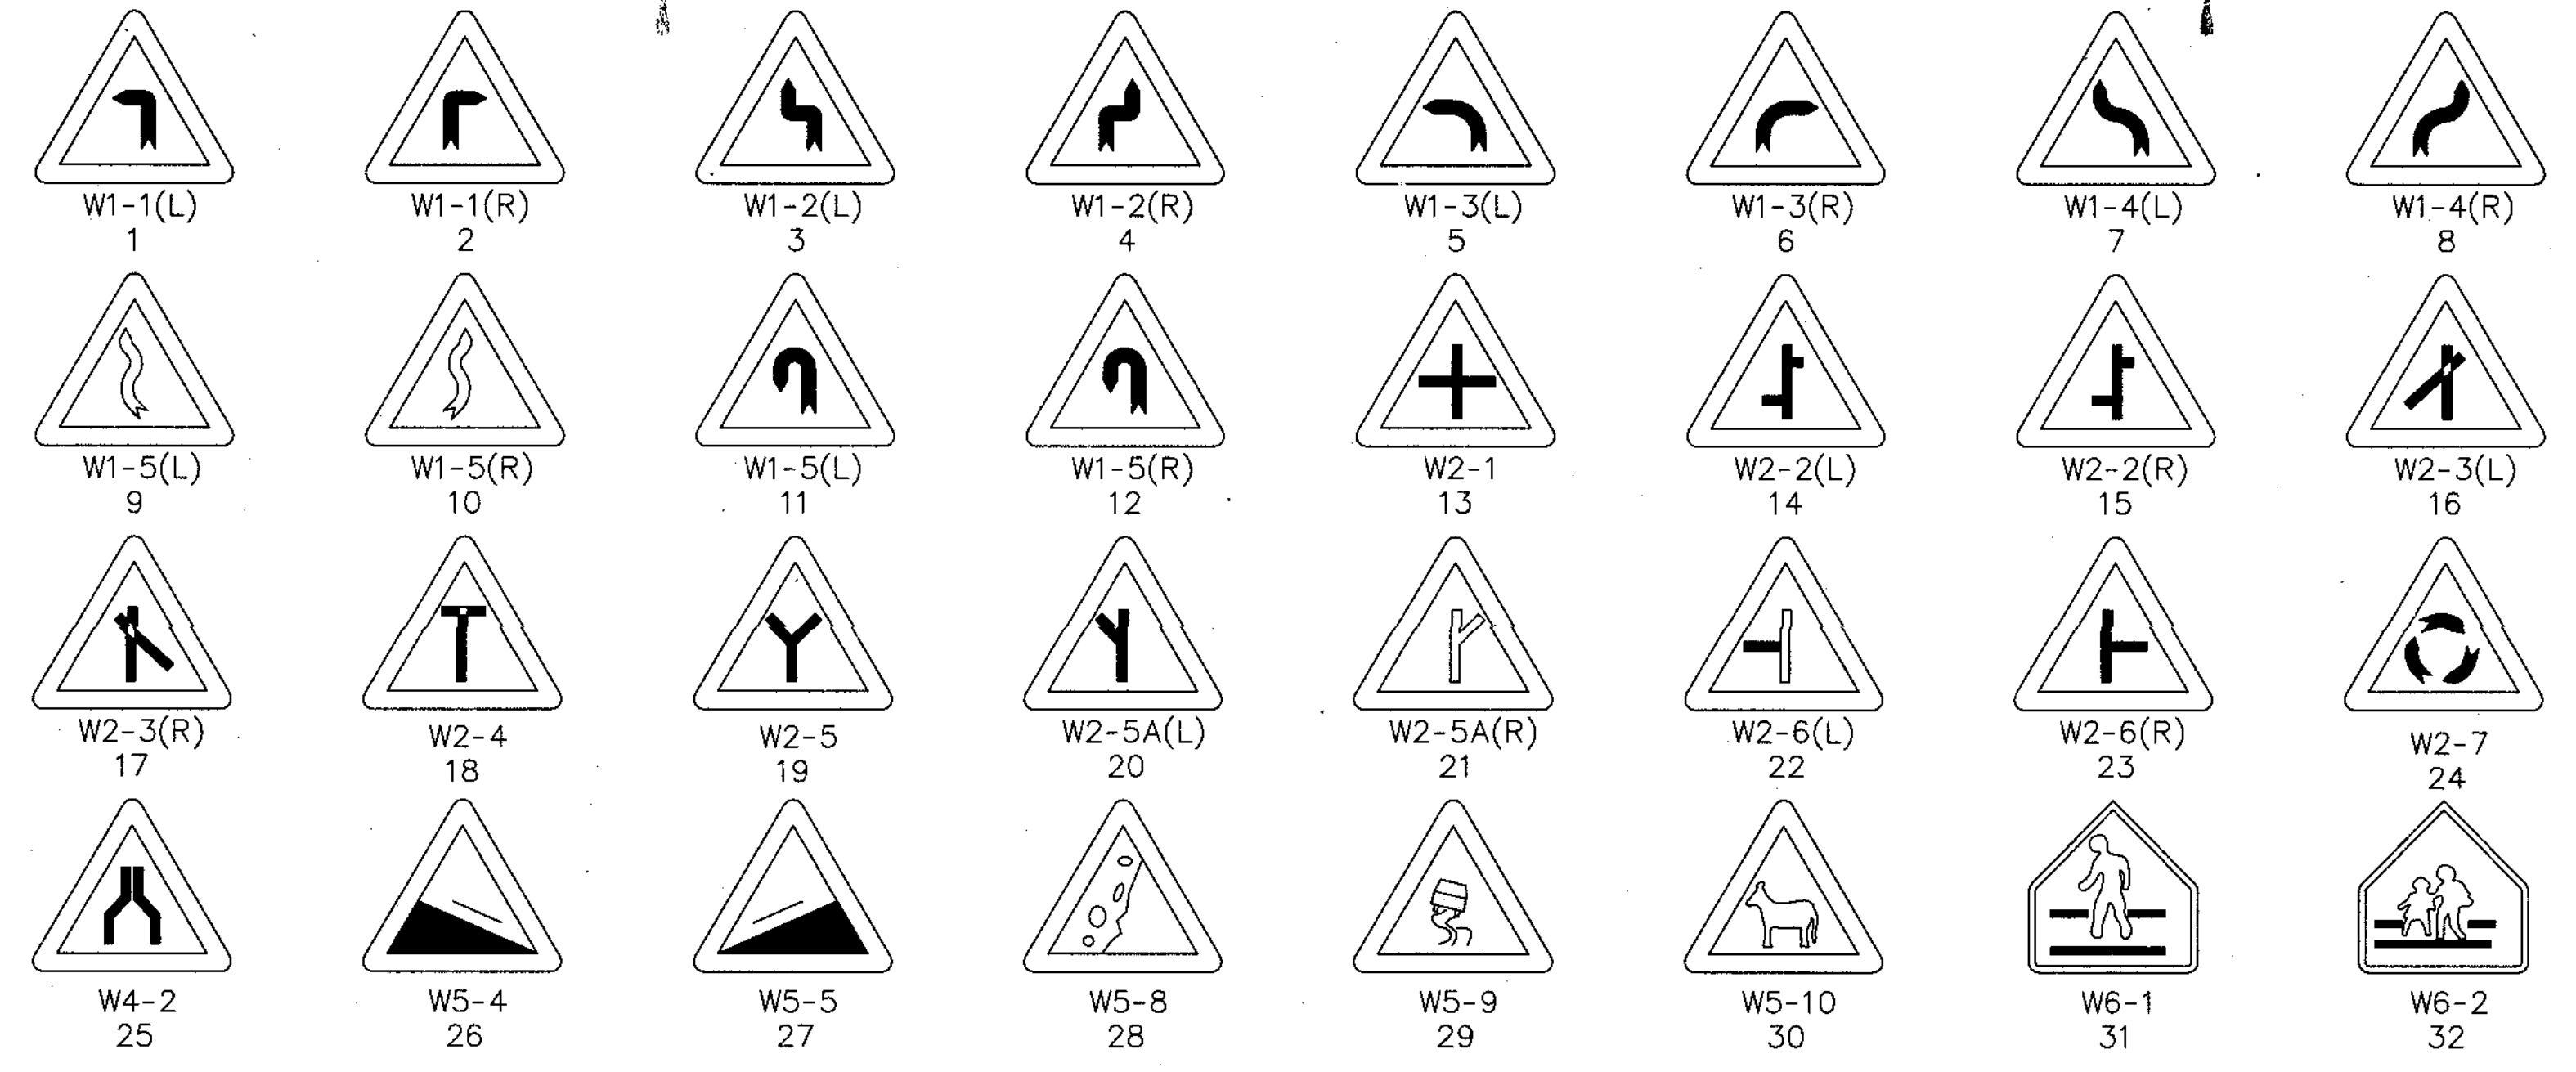 W1-1(L) W1-1(R) W1-2(L) W1-2(R) W1-3(L) W1-3(R) W1-4(L) W1-4(R)
1 2 3 4 5 6 7 8
W1-5(L) W1-5(R) W1-5(L) W1-5(R) W2-1 W2-2(L) W2-2(R) W2-3(L)
9 10 11 12 13 14 15 16
W2-3(R) W2-4 W2-5 W2-5A(L) W2-5A(R) W2-6(L) W2-6(R) W2-7
17 18 19 20 21 22 23 24
W4-2 W5-4 W5-5 W5-8 W5-9 W5-10 W6-1 W6-2
25 26 27 28 29 30 31 32